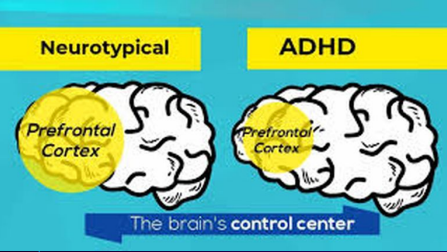 Neurotypical
ADHD
Prefrontal
Cortex
Prefrontal
Cortex
The brain's control center